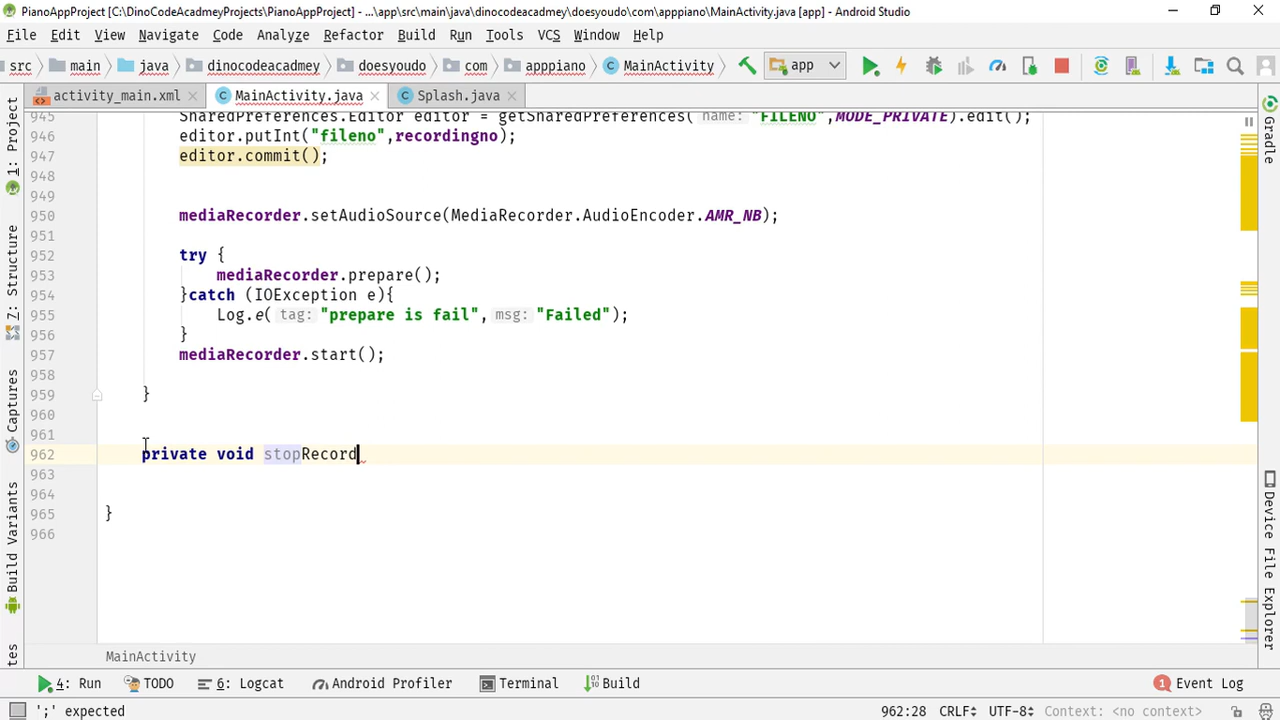 PianoAppProject [C:\DinoCodeAcadmeyProjects\PianoAppProject] - ...\app\src\main\java\dinocodeacadmey\doesyoudo\com\apppiano\MainActivity.java [app] - Android Studio
File Edit View Navigate Code Analyze Refactor Build Run Tools VCS Window Help
src main java dinocodeacadmey doesyoudo com apppiano MainActivity app
activity_main.xml MainActivity.java Splash.java
945 SharedPreferences.Editor editor = getSharedPreferences( name: "FILENO",MODE_PRIVATE).edit();
946 editor.putInt("fileno",recordingno);
947 editor.commit();
948
949
950 mediaRecorder.setAudioSource(MediaRecorder.AudioEncoder.AMR_NB);
951
952 try {
953 mediaRecorder.prepare();
954 }catch (IOException e){
955 Log.e( tag: "prepare is fail", msg: "Failed");
956 }
957 mediaRecorder.start();
958
959 }
960
961
962 private void stopRecord
963
964
965 }
966
1: Project
Z: Structure
Captures
Build Variants
tes
Gradle
Device File Explorer
MainActivity
4: Run TODO 6: Logcat Android Profiler Terminal Build 1 Event Log
';' expected 962:28 CRLF UTF-8 Context: <no context>